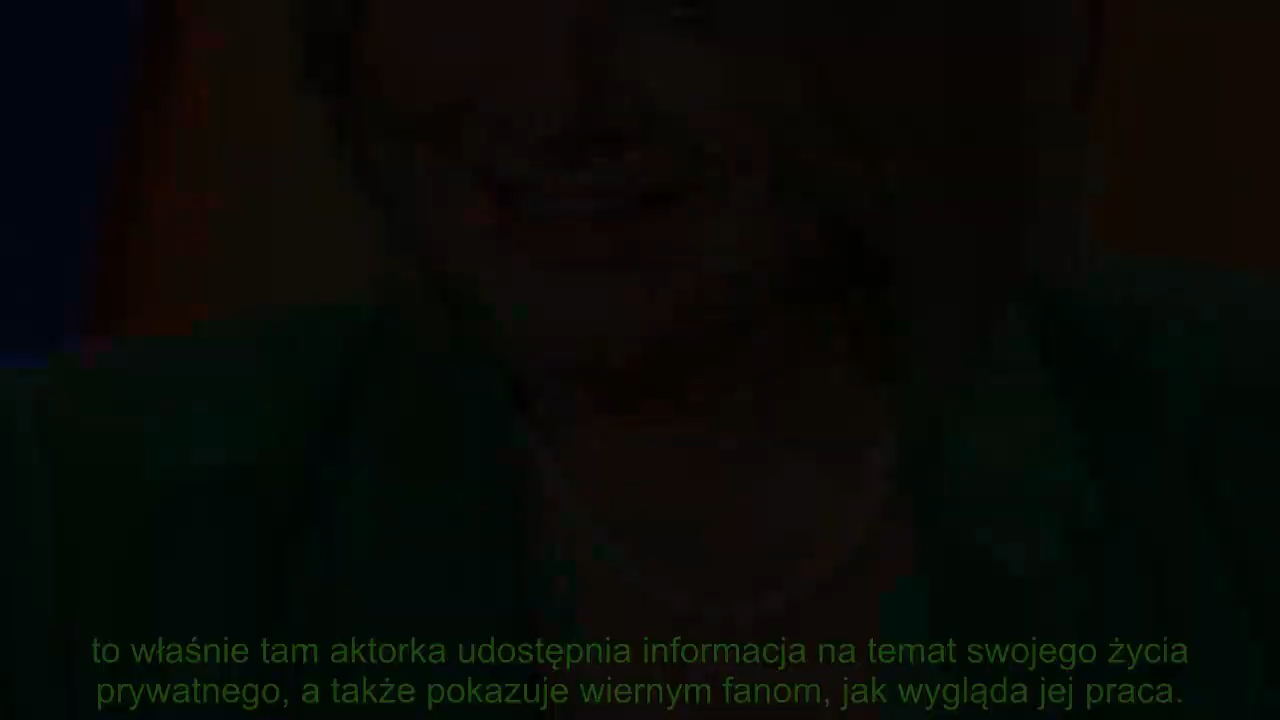 to właśnie tam aktorka udostępnia informacja na temat swojego życia
prywatnego, a także pokazuje wiernym fanom, jak wygląda jej praca.